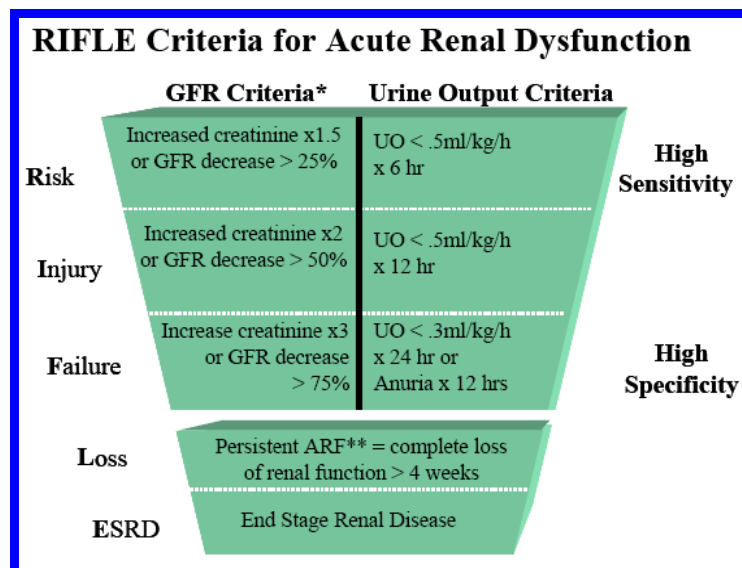 RIFLE Criteria for Acute Renal Dysfunction
GFR Criteria*
Urine Output Criteria
Risk
Increased creatinine x1.5
or GFR decrease > 25%
UO < .5ml/kg/h
x 6 hr
High
Sensitivity
Injury
Increased creatinine x2
or GFR decrease > 50%
UO < .5ml/kg/h
x 12 hr
Failure
Increase creatinine x3
or GFR decrease
> 75%
UO < .3ml/kg/h
x 24 hr or
Anuria x 12 hrs
High
Specificity
Loss
Persistent ARF** = complete loss
of renal function > 4 weeks
ESRD
End Stage Renal Disease